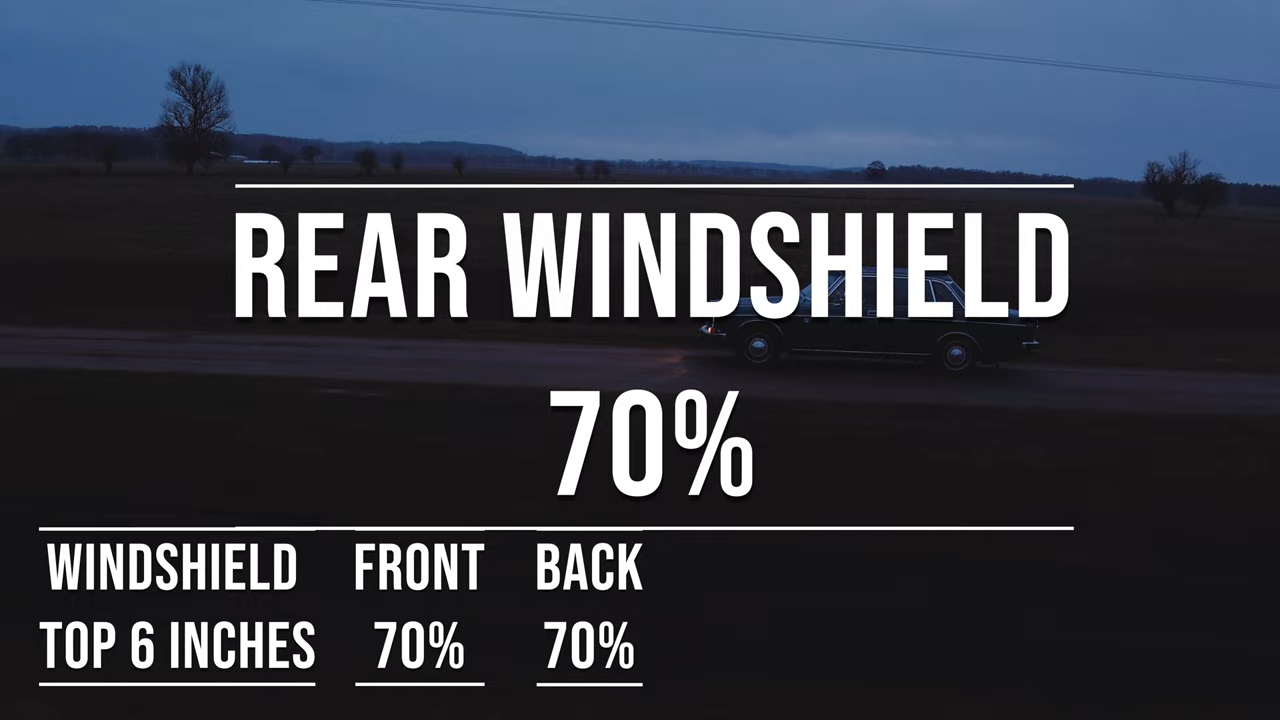 REAR WINDSHIELD
70%
WINDSHIELD FRONT BACK
TOP 6 INCHES 70% 70%